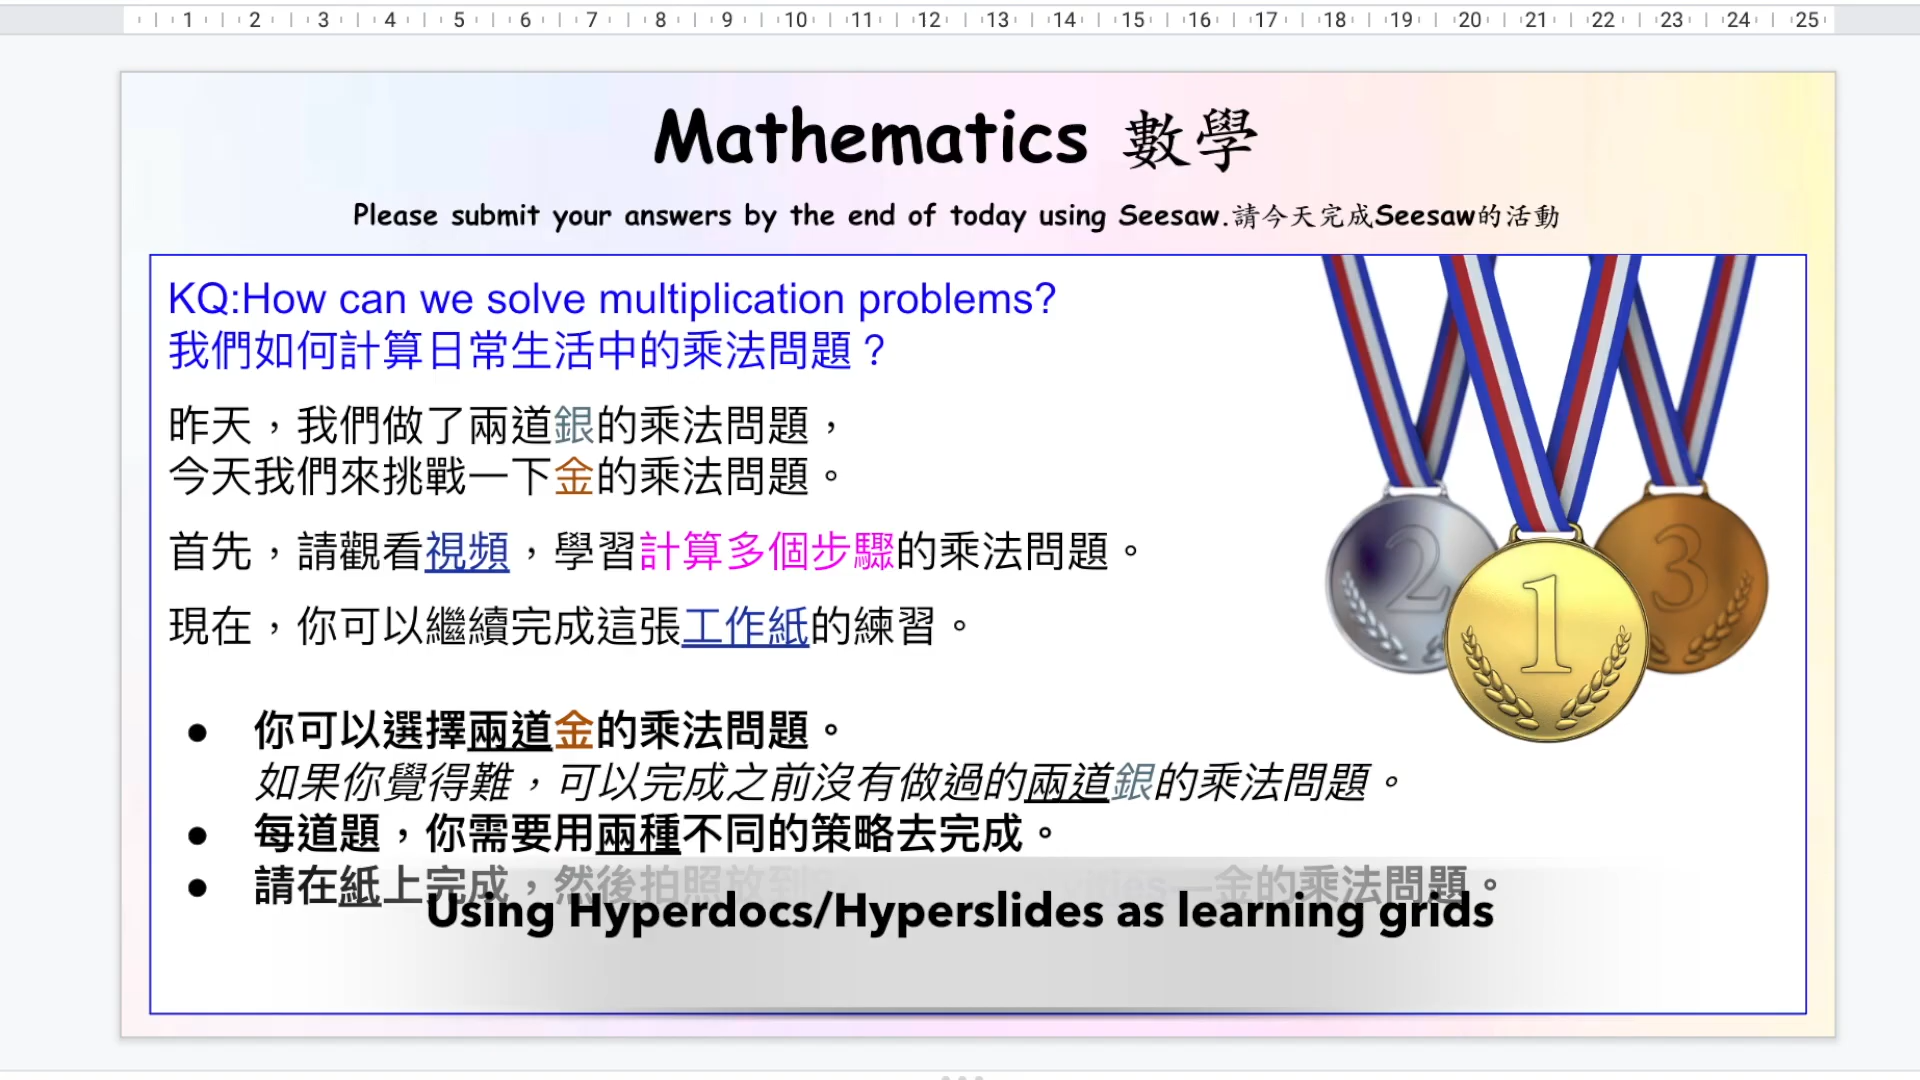 1 2 3 4 5 6 7 8 9 10 11 12 13 14 15 16 17 18 19 20 21 22 23 24 25
Mathematics 數學
Please submit your answers by the end of today using Seesaw.請今天完成Seesaw的活動
KQ:How can we solve multiplication problems?
我們如何計算日常生活中的乘法問題？
昨天，我們做了兩道銀的乘法問題，
今天我們來挑戰一下金的乘法問題。
首先，請觀看視頻，學習計算多個步驟的乘法問題。
現在，你可以繼續完成這張工作紙的練習。
2 1 3
● 你可以選擇兩道金的乘法問題。
如果你覺得難，可以完成之前沒有做過的兩道銀的乘法問題。
● 每道題，你需要用兩種不同的策略去完成。
● 請在紙上完成，然後拍照放到 vities—金的乘法問題。
Using Hyperdocs/Hyperslides as learning grids